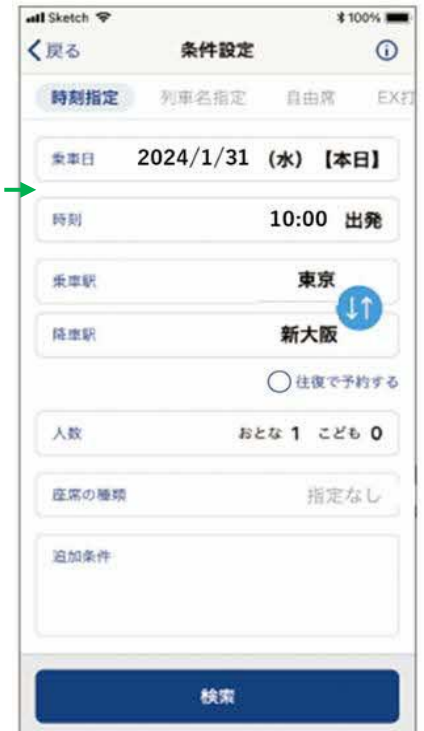 Sketch 100%
戻る 条件設定
時刻指定 列車名指定 自由席 EX
乗車日 2024/1/31 (水) 【本日】
時刻 10:00 出発
乗車駅 東京
降車駅 新大阪
往復で予約する
人数 おとな 1 こども 0
座席の種類 指定なし
追加条件
検索